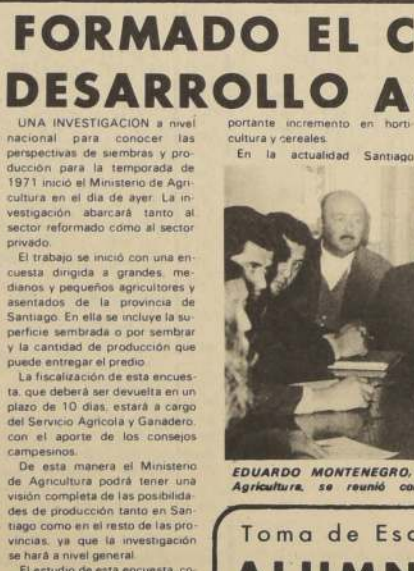 FORMADO EL C
DESARROLLO A
UNA INVESTIGACION a nivel
nacional para conocer las
perspectivas de siembras y pro-
ducción para la temporada de
1971 inició el Ministerio de Agri-
cultura en el día de ayer. La in-
vestigación abarcará tanto al
sector reformado cómo al sector
privado.
El trabajo se inició con una en-
cuesta dirigida a grandes, me-
dianos y pequeños agricultores y
asentados de la provincia de
Santiago. En ella se incluye la su-
perficie sembrada o por sembrar
y la cantidad de producción que
puede entregar el predio.
La fiscalización de esta encues-
ta, que deberá ser devuelta en un
plazo de 10 días, estará a cargo
del Servicio Agrícola y Ganadero,
con el aporte de los consejos
campesinos.
De esta manera el Ministerio
de Agricultura podrá tener una
visión completa de las posibilida-
des de producción tanto en San-
tiago como en el resto de las pro-
vincias, ya que la investigación
se hará a nivel general.
El estudio de esta encuesta, co-
portante incremento en horti-
cultura y cereales.
En la actualidad Santiago
EDUARDO MONTENEGRO,
Agricultura, se reunió co
Toma de Esc
ALUMN